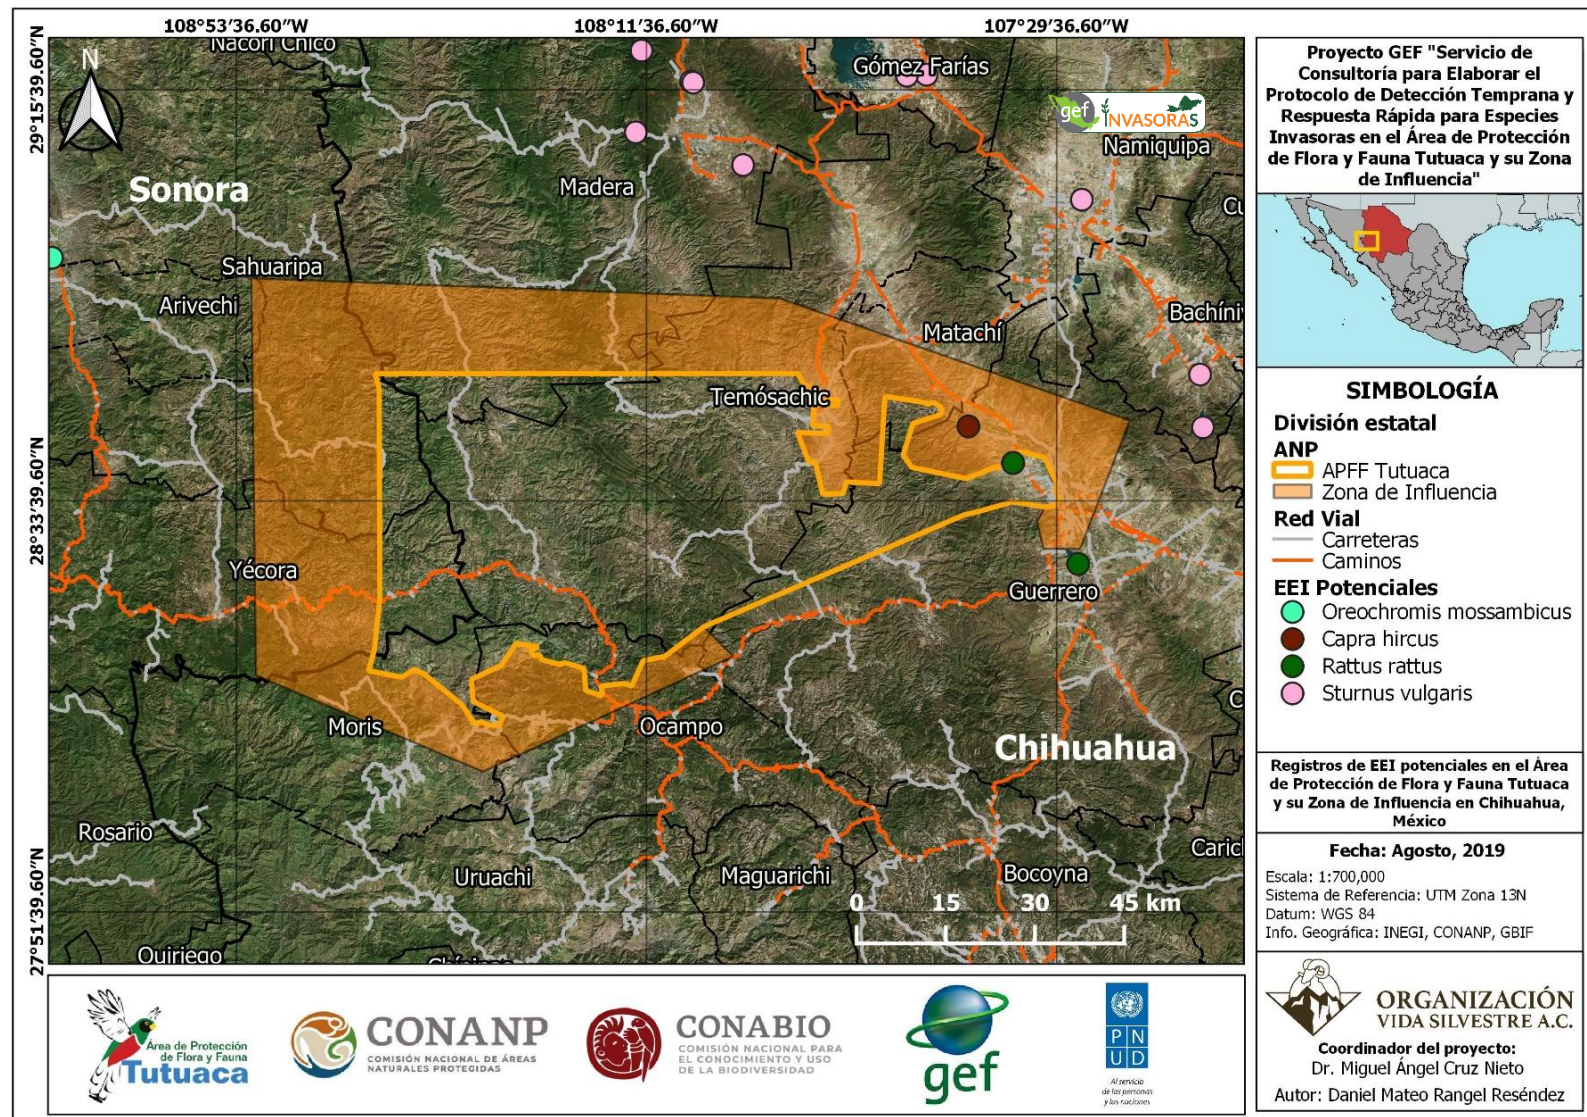 108°53′36.60″W
108°11′36.60″W
107°29′36.60″W
29°15′39.60″N
28°33′39.60″N
27°51′39.60″N
N
Nácori Chico
Gómez Farías
gef INVASORAS
Namiquipa
Sonora
Madera
Sahuaripa
Arivechi
Bachíni
Matachí
Temósachic
Yécora
Guerrero
Moris
Ocampo
Chihuahua
Rosario
Uruachi
Maguarichi
Bocoyna
Carich
Quiriego
0 15 30 45 km
Proyecto GEF "Servicio de
Consultoría para Elaborar el
Protocolo de Detección Temprana y
Respuesta Rápida para Especies
Invasoras en el Área de Protección
de Flora y Fauna Tutuaca y su Zona
de Influencia"
SIMBOLOGÍA
División estatal
ANP
APFF Tutuaca
Zona de Influencia
Red Vial
Carreteras
Caminos
EEI Potenciales
Oreochromis mossambicus
Capra hircus
Rattus rattus
Sturnus vulgaris
Registros de EEI potenciales en el Área
de Protección de Flora y Fauna Tutuaca
y su Zona de Influencia en Chihuahua,
México
Fecha: Agosto, 2019
Escala: 1:700,000
Sistema de Referencia: UTM Zona 13N
Datum: WGS 84
Info. Geográfica: INEGI, CONANP, GBIF
ORGANIZACIÓN
VIDA SILVESTRE A.C.
Coordinador del proyecto:
Dr. Miguel Ángel Cruz Nieto
Autor: Daniel Mateo Rangel Reséndez
Área de Protección
de Flora y Fauna
Tutuaca
CONANP
COMISIÓN NACIONAL DE ÁREAS
NATURALES PROTEGIDAS
CONABIO
COMISIÓN NACIONAL PARA
EL CONOCIMIENTO Y USO
DE LA BIODIVERSIDAD
gef
P N
U D
Al servicio
de las personas
y las naciones